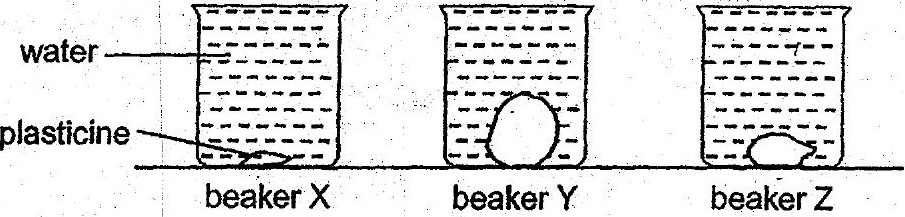 water
plasticine
beaker X
beaker Y
beaker Z